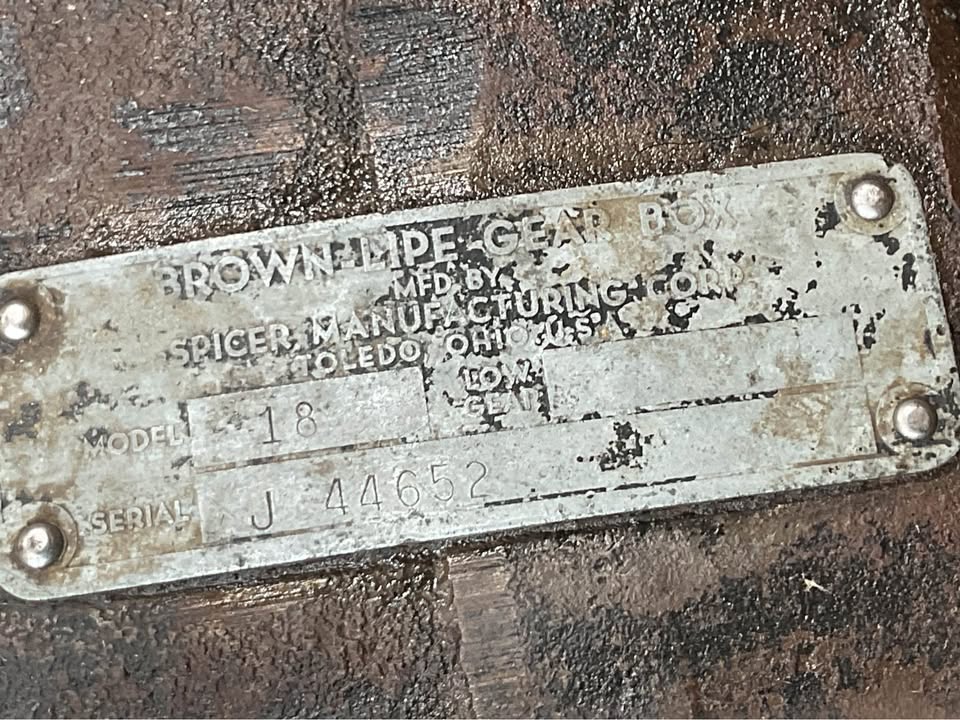 BROWN-LIPE GEAR BOX
MFD. BY
SPICER MANUFACTURING CORP.
TOLEDO, OHIO, U.S.
MODEL 18 LOW GEAR
SERIAL J 44652